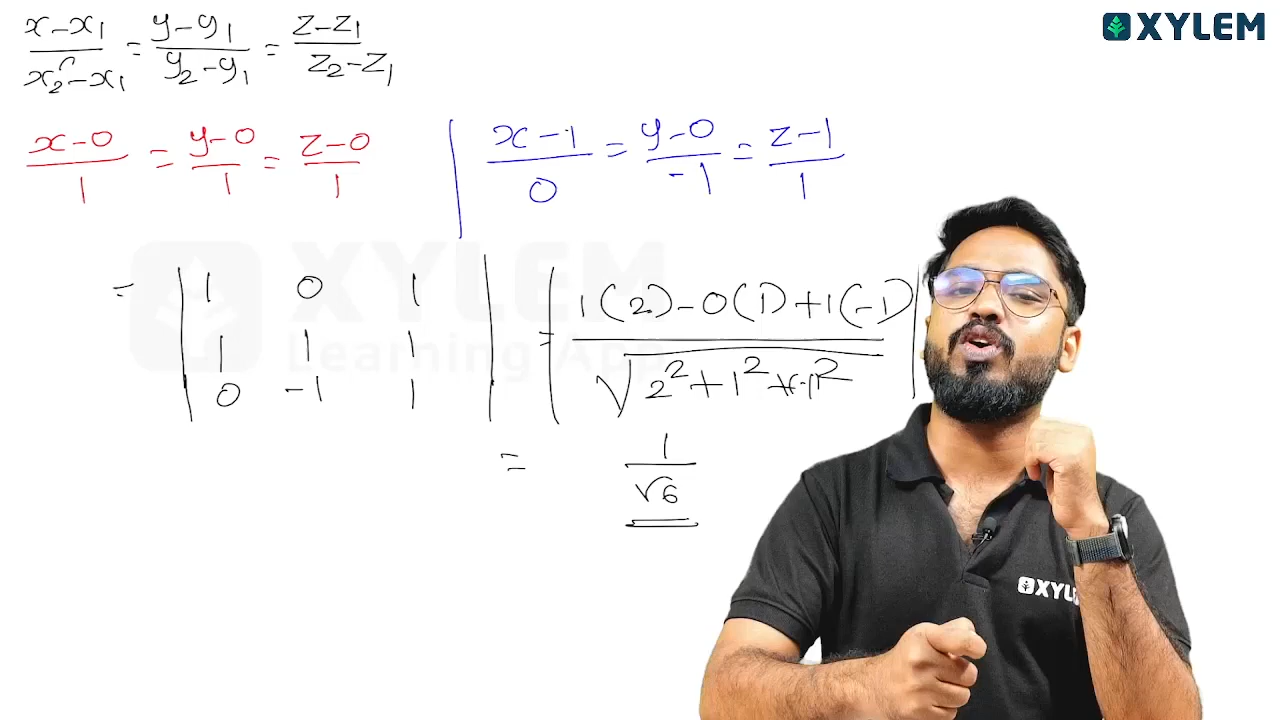 XYLEM
x-x₁/x₂-x₁ = y-y₁/y₂-y₁ = z-z₁/z₂-z₁
x-0/1 = y-0/1 = z-0/1 | x-1/0 = y-0/-1 = z-1/1
XYLEM
Learning App
= | 1 0 1 | = | 1(2)-0(1)+1(-1) |
| 1 1 1 | √2²+1²+(-1)²
| 0 -1 1 |
= 1/√6
XYLE